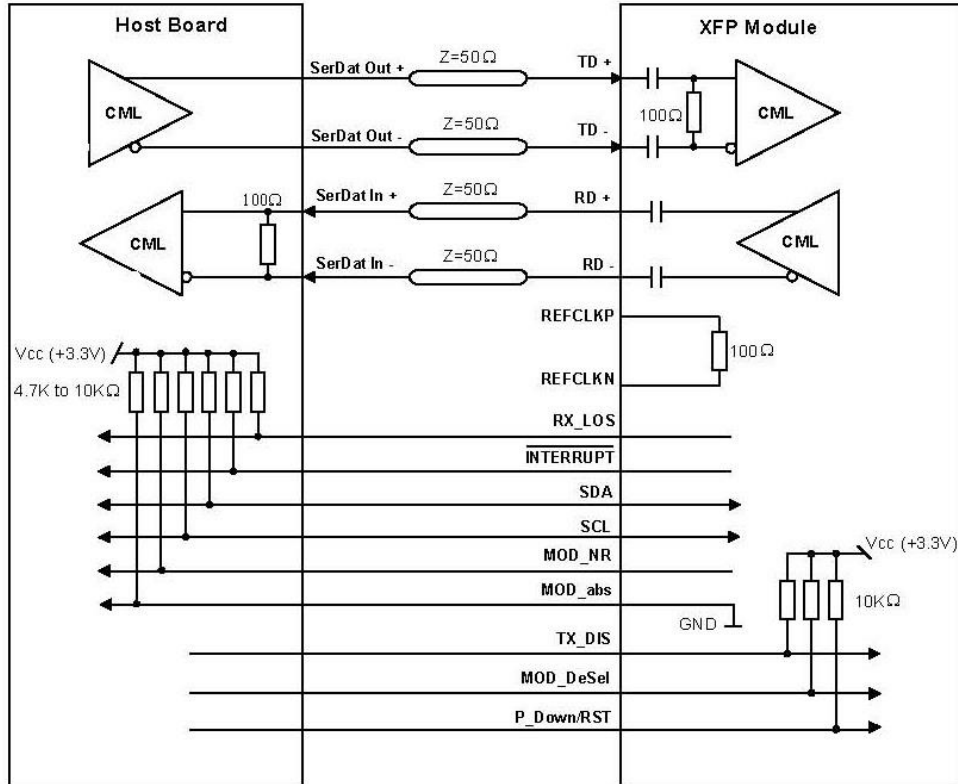 Host Board
XFP Module
SerDat Out +
Z=50Ω
TD +
CML
100Ω
CML
SerDat Out -
Z=50Ω
TD -
100Ω
SerDat In +
Z=50Ω
RD +
CML
CML
SerDat In -
Z=50Ω
RD -
REFCLKP
Vcc (+3.3V)
100Ω
4.7K to 10KΩ
REFCLKN
RX_LOS
INTERRUPT
SDA
SCL
Vcc (+3.3V)
MOD_NR
MOD_abs
10KΩ
GND
TX_DIS
MOD_DeSel
P_Down/RST